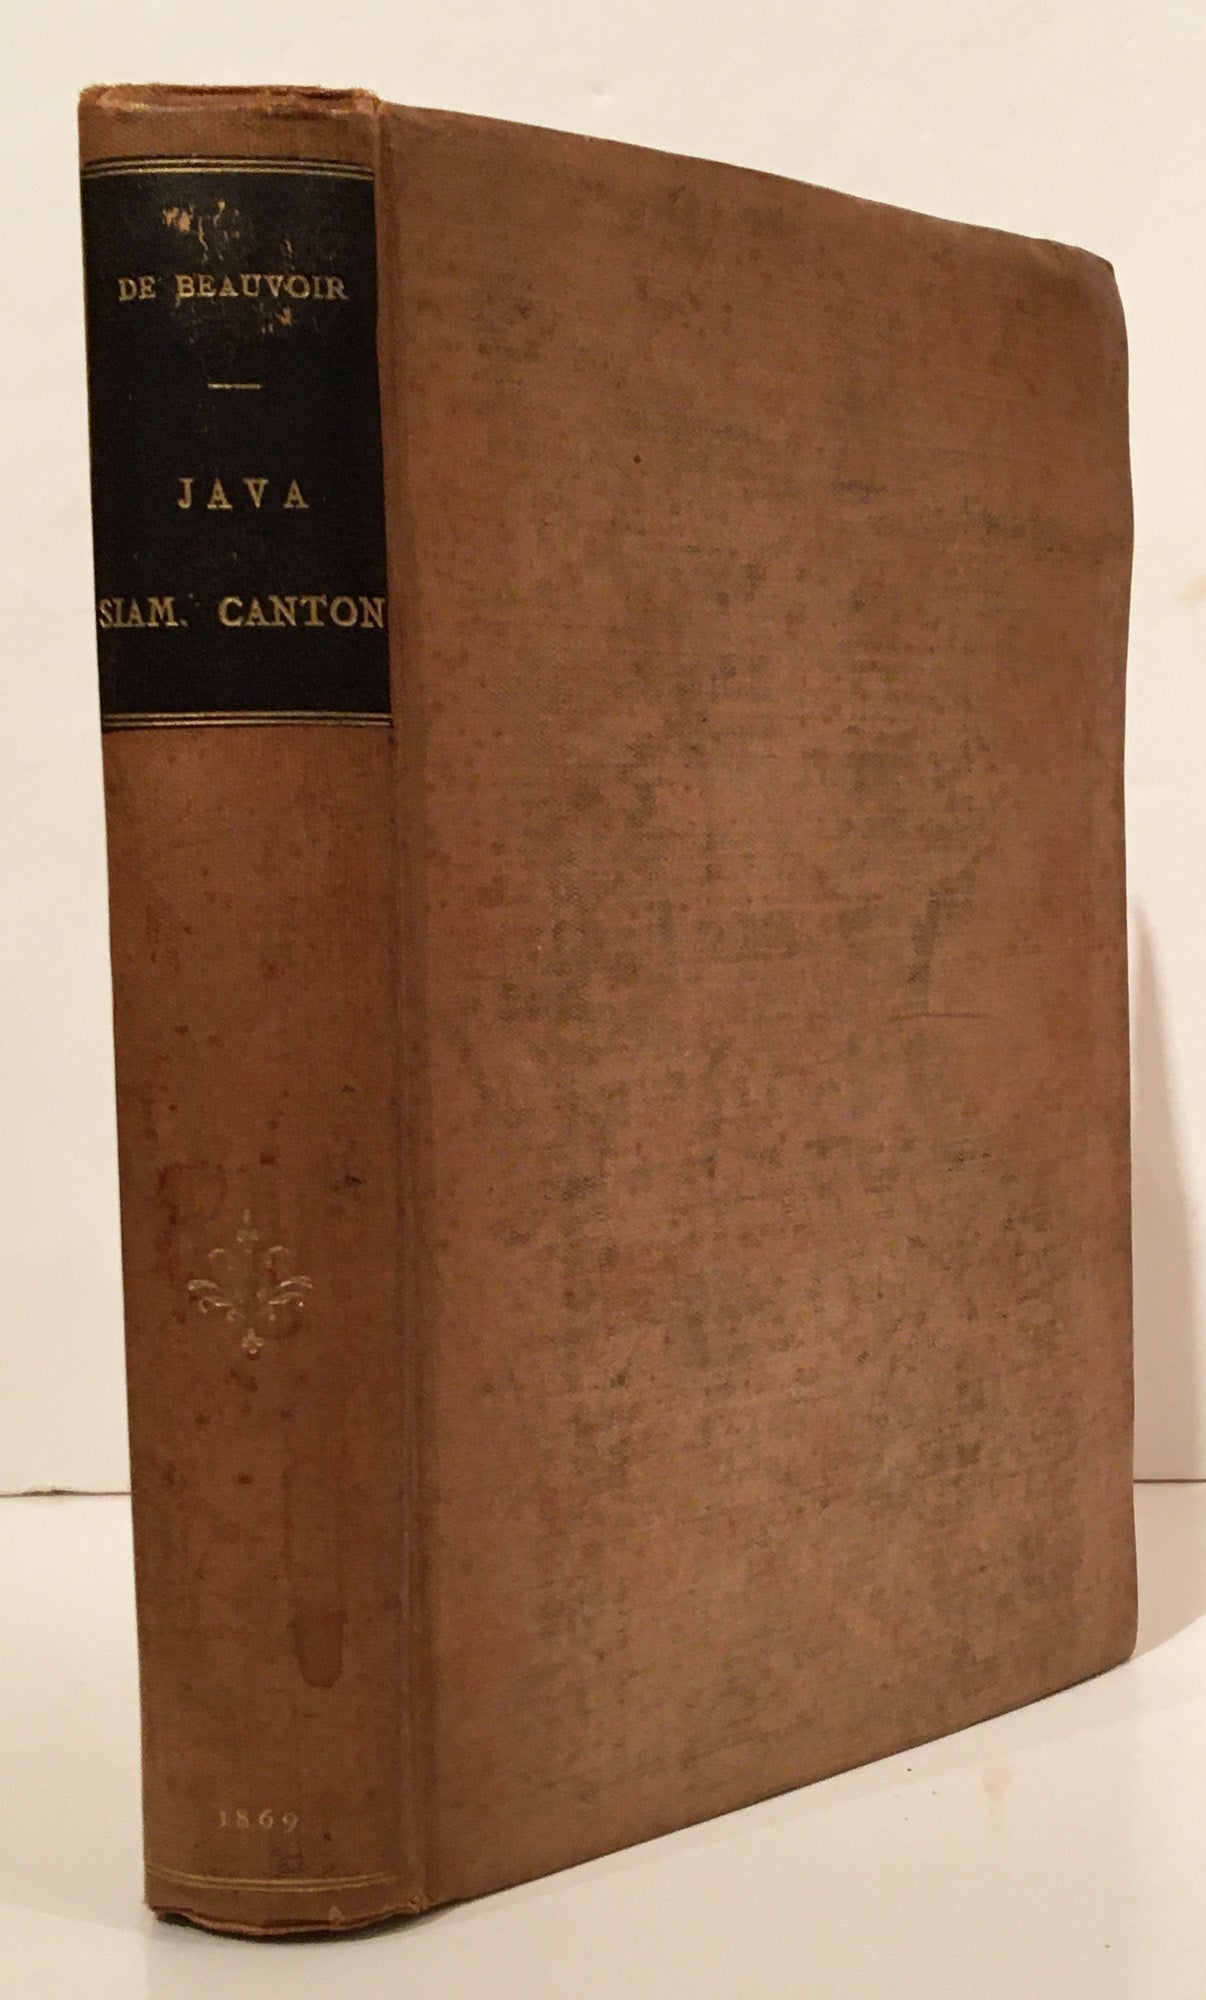 DE BEAUVOIR
JAVA
SIAM. CANTON
1869